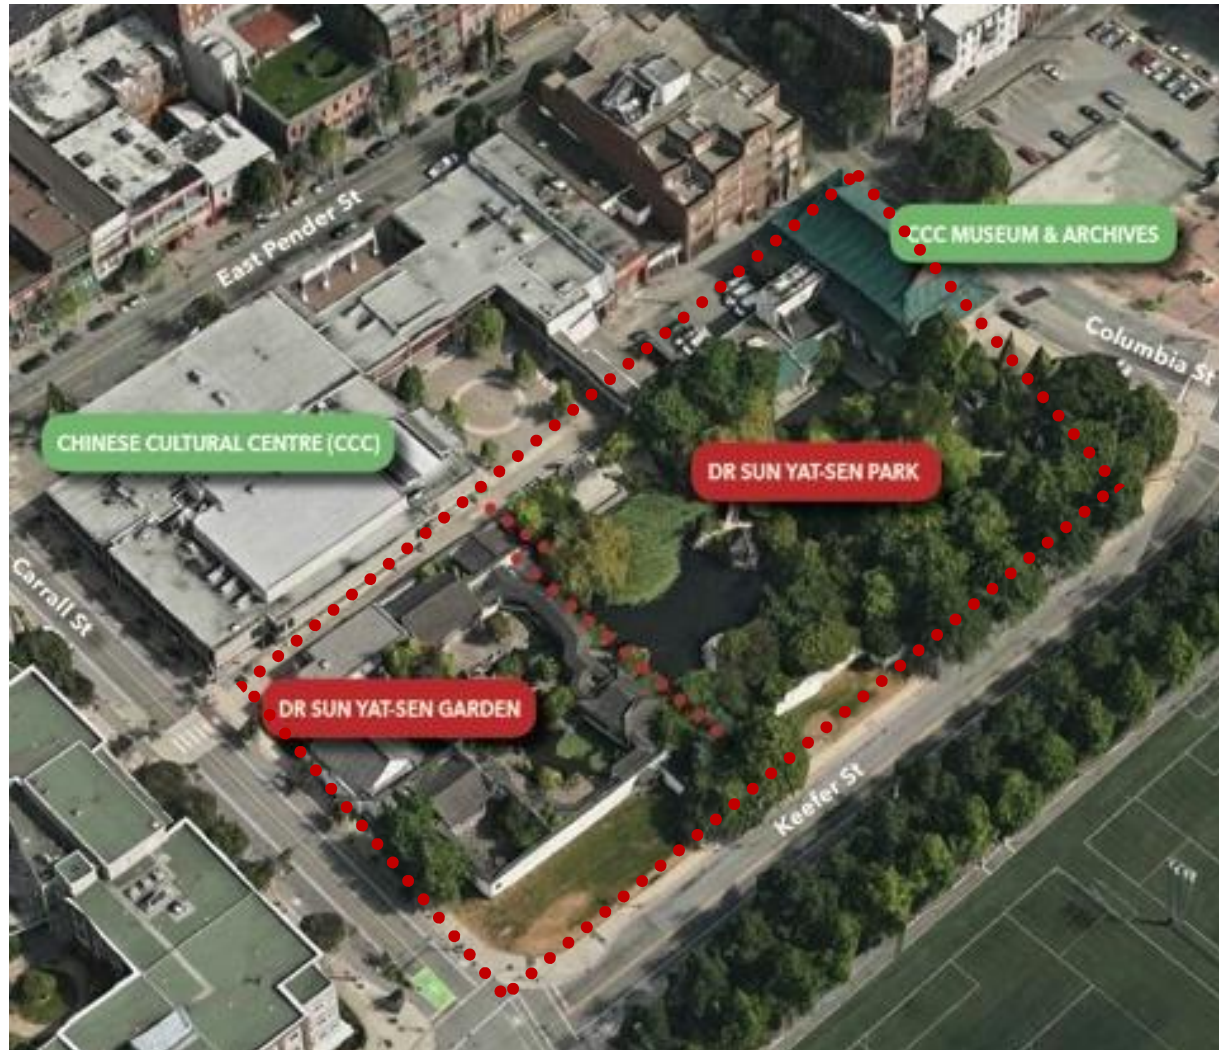 East Pender St
CCC MUSEUM & ARCHIVES
Columbia St
CHINESE CULTURAL CENTRE (CCC)
DR SUN YAT-SEN PARK
Carrall St
DR SUN YAT-SEN GARDEN
Keefer St